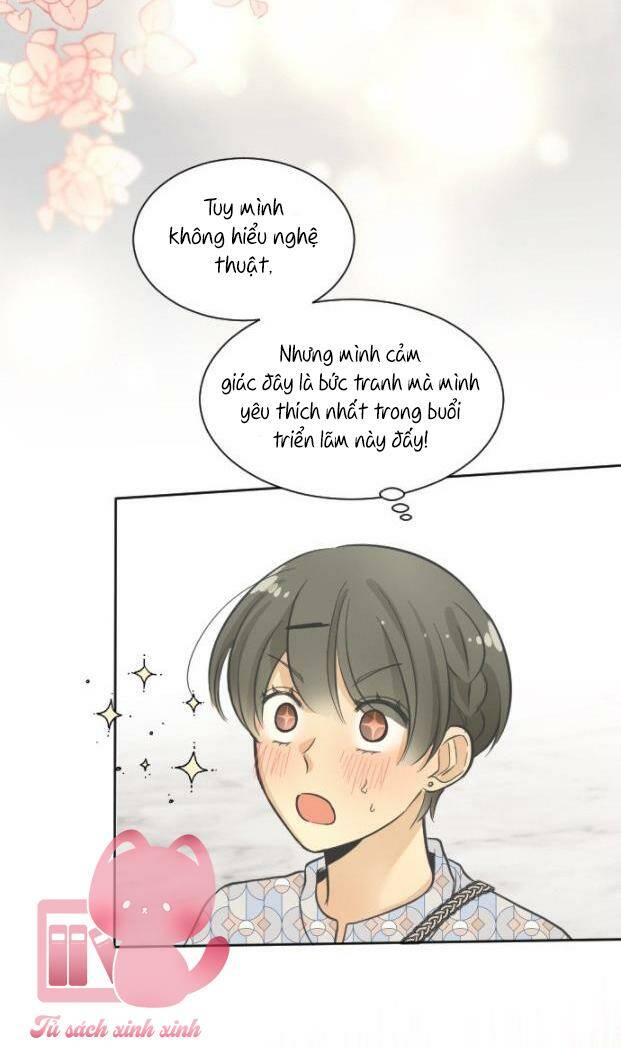 Tuy mình
không hiểu nghệ
thuật,
Nhưng mình cảm
giác đây là bức tranh mà mình
yêu thích nhất trong buổi
triển lãm này đấy!
Tủ sách xinh xinh